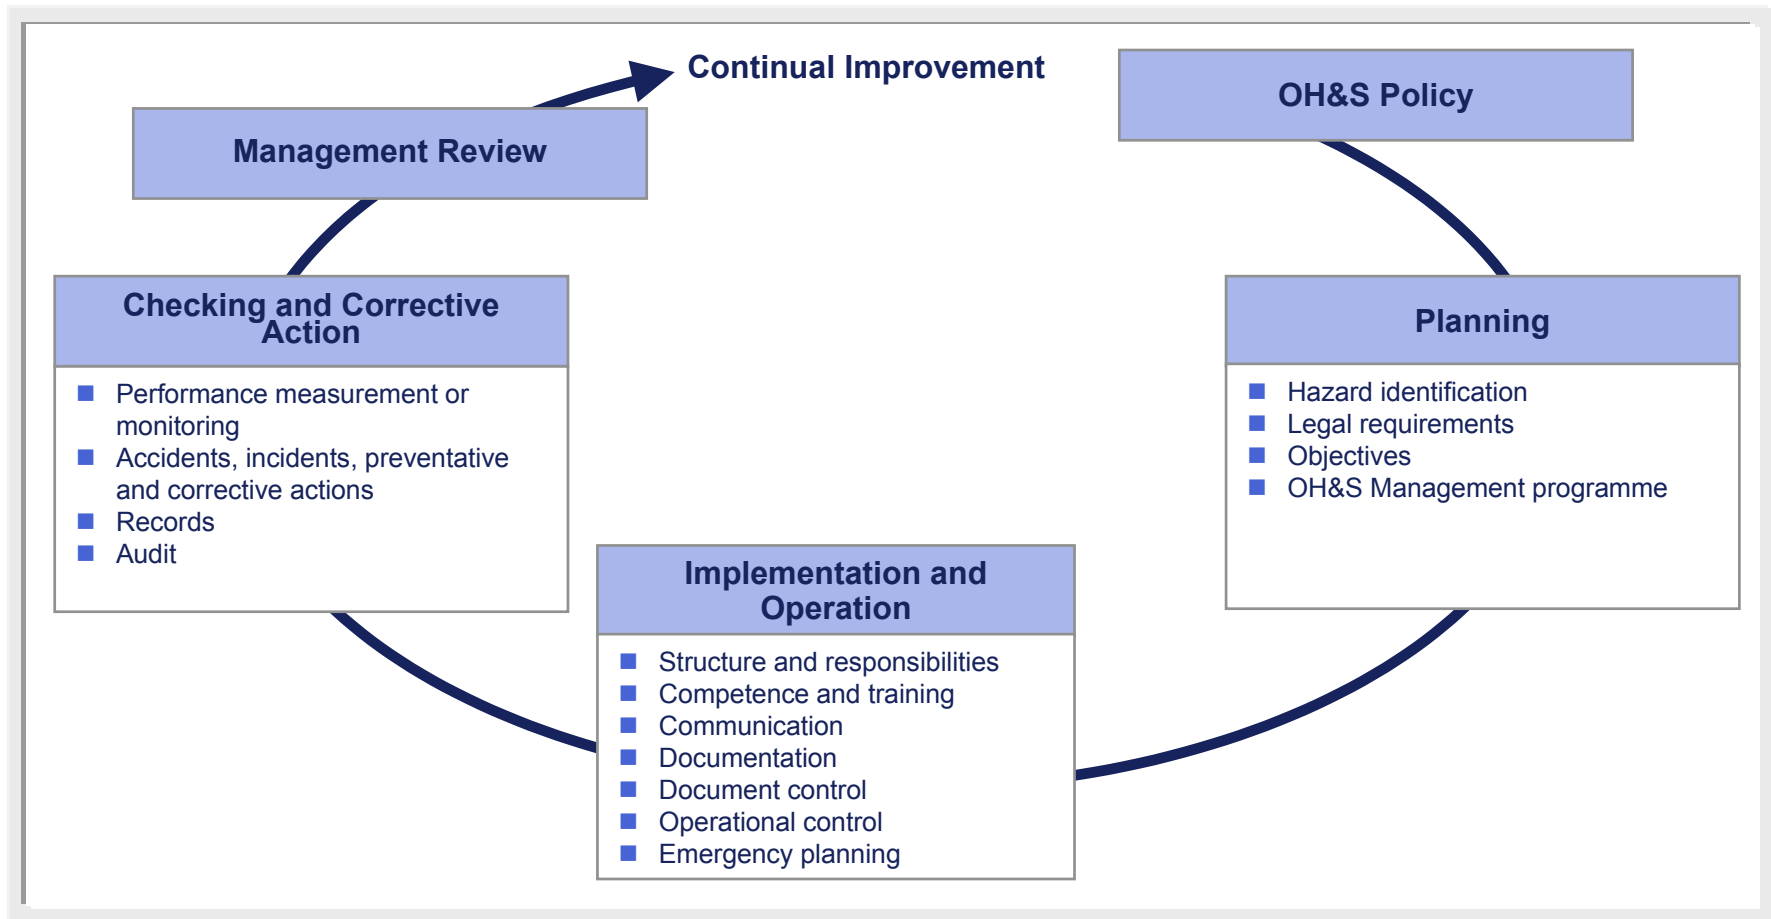 Continual Improvement
OH&S Policy
Management Review
Checking and Corrective
Action
Performance measurement or
monitoring
Accidents, incidents, preventative
and corrective actions
Records
Audit
Planning
Hazard identification
Legal requirements
Objectives
OH&S Management programme
Implementation and
Operation
Structure and responsibilities
Competence and training
Communication
Documentation
Document control
Operational control
Emergency planning